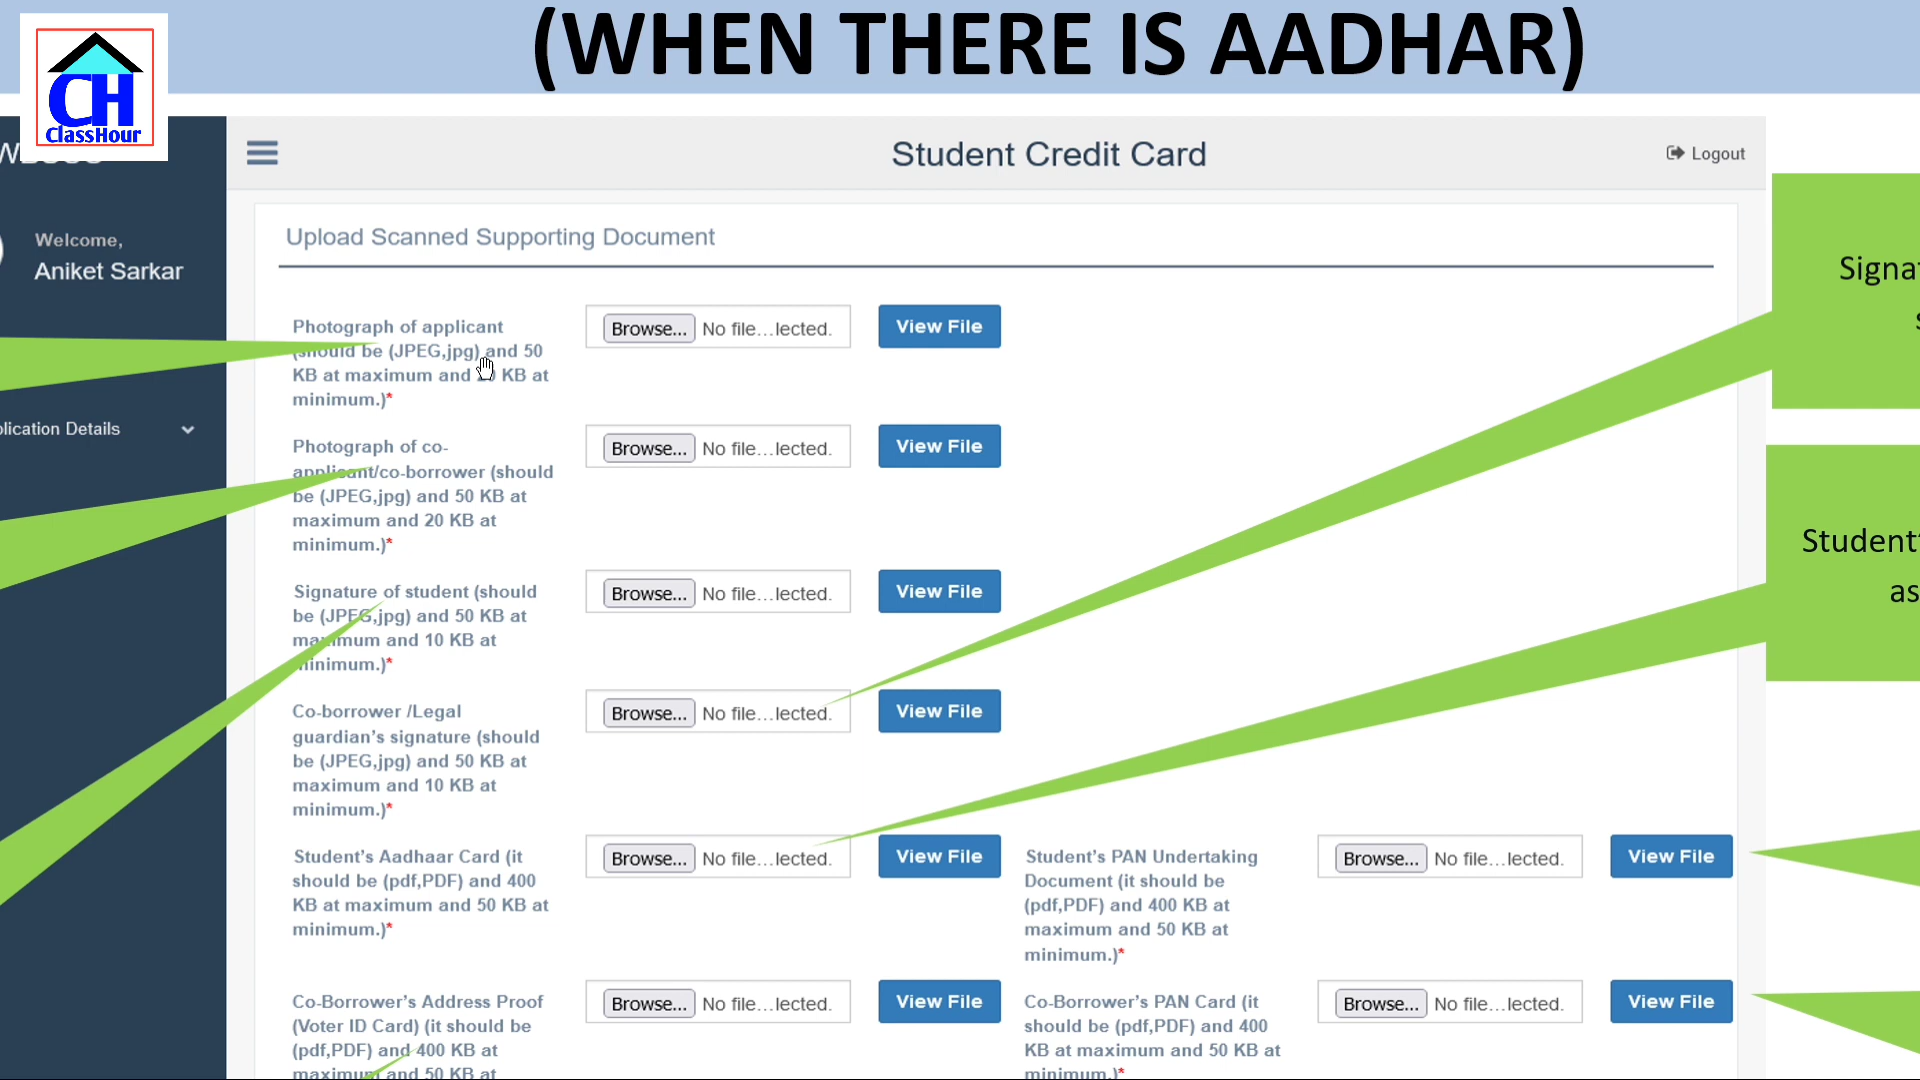 (WHEN THERE IS AADHAR)
CH
ClassHour
Student Credit Card
Logout
Welcome,
Aniket Sarkar
Details
Upload Scanned Supporting Document
Photograph of applicant
(should be (JPEG,jpg) and 50
KB at maximum and KB at
minimum.)*
Browse... No file...lected.
View File
Photograph of co-
applicant/co-borrower (should
be (JPEG,jpg) and 50 KB at
maximum and 20 KB at
minimum.)*
Browse... No file...lected.
View File
Signature of student (should
be (JPEG,jpg) and 50 KB at
maximum and 10 KB at
minimum.)*
Browse... No file...lected.
View File
Co-borrower /Legal
guardian's signature (should
be (JPEG,jpg) and 50 KB at
maximum and 10 KB at
minimum.)*
Browse... No file...lected.
View File
Student's Aadhaar Card (it
should be (pdf,PDF) and 400
KB at maximum and 50 KB at
minimum.)*
Browse... No file...lected.
View File
Student's PAN Undertaking
Document (it should be
(pdf,PDF) and 400 KB at
maximum and 50 KB at
minimum.)*
Browse... No file...lected.
View File
Co-Borrower's Address Proof
(Voter ID Card) (it should be
(pdf,PDF) and 400 KB at
maximum and 50 KB at
Browse... No file...lected.
View File
Co-Borrower's PAN Card (it
should be (pdf,PDF) and 400
KB at maximum and 50 KB at
minimum.)*
Browse... No file...lected.
View File
Student'
as